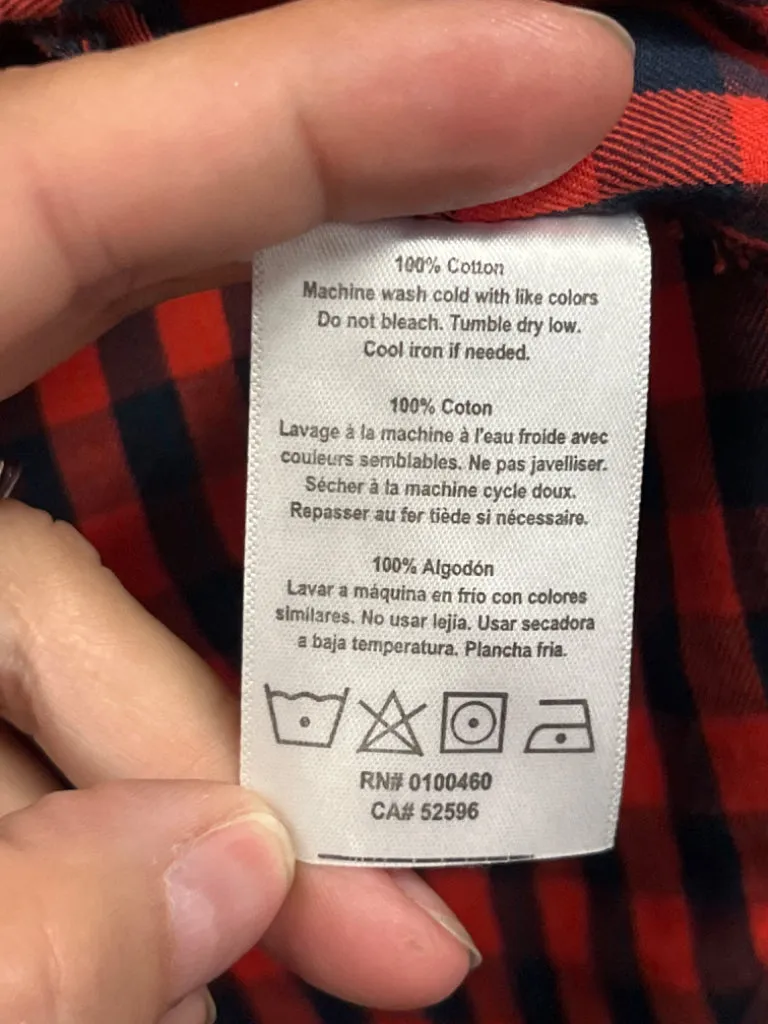 100% Cotton
Machine wash cold with like colors
Do not bleach. Tumble dry low.
Cool iron if needed.
100% Coton
Lavage à la machine à l'eau froide avec
couleurs semblables. Ne pas javelliser.
Sécher à la machine cycle doux.
Repasser au fer tiède si nécessaire.
100% Algodón
Lavar a máquina en frío con colores
similares. No usar lejía. Usar secadora
a baja temperatura. Plancha fria.
RN# 0100460
CA# 52596